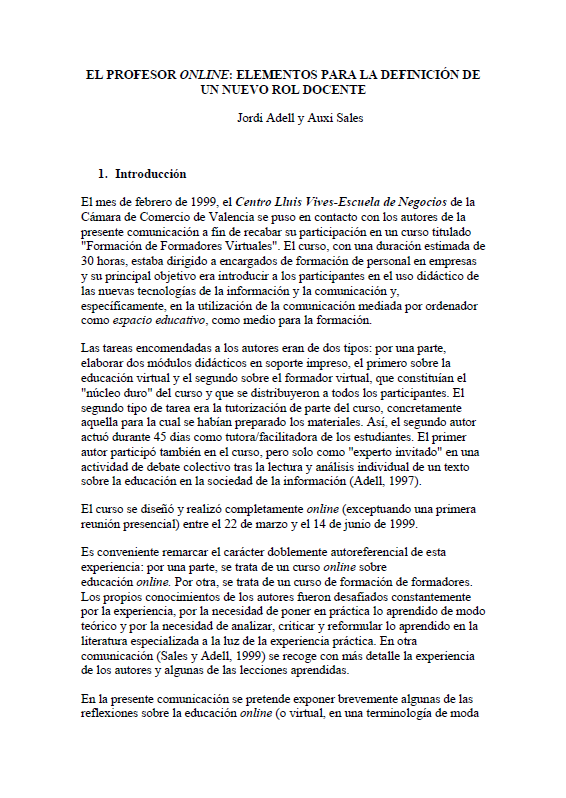 EL PROFESOR ONLINE: ELEMENTOS PARA LA DEFINICIÓN DE
UN NUEVO ROL DOCENTE
Jordi Adell y Auxi Sales
1. Introducción
El mes de febrero de 1999, el Centro Lluis Vives-Escuela de Negocios de la
Cámara de Comercio de Valencia se puso en contacto con los autores de la
presente comunicación a fin de recabar su participación en un curso titulado
"Formación de Formadores Virtuales". El curso, con una duración estimada de
30 horas, estaba dirigido a encargados de formación de personal en empresas
y su principal objetivo era introducir a los participantes en el uso didáctico de
las nuevas tecnologías de la información y la comunicación y,
específicamente, en la utilización de la comunicación mediada por ordenador
como espacio educativo, como medio para la formación.
Las tareas encomendadas a los autores eran de dos tipos: por una parte,
elaborar dos módulos didácticos en soporte impreso, el primero sobre la
educación virtual y el segundo sobre el formador virtual, que constituían el
"núcleo duro" del curso y que se distribuyeron a todos los participantes. El
segundo tipo de tarea era la tutorización de parte del curso, concretamente
aquella para la cual se habían preparado los materiales. Así, el segundo autor
actuó durante 45 días como tutora/facilitadora de los estudiantes. El primer
autor participó también en el curso, pero solo como "experto invitado" en una
actividad de debate colectivo tras la lectura y análisis individual de un texto
sobre la educación en la sociedad de la información (Adell, 1997).
El curso se diseñó y realizó completamente online (exceptuando una primera
reunión presencial) entre el 22 de marzo y el 14 de junio de 1999.
Es conveniente remarcar el carácter doblemente autoreferencial de esta
experiencia: por una parte, se trata de un curso online sobre
educación online. Por otra, se trata de un curso de formación de formadores.
Los propios conocimientos de los autores fueron desafiados constantemente
por la experiencia, por la necesidad de poner en práctica lo aprendido de modo
teórico y por la necesidad de analizar, criticar y reformular lo aprendido en la
literatura especializada a la luz de la experiencia práctica. En otra
comunicación (Sales y Adell, 1999) se recoge con más detalle la experiencia
de los autores y algunas de las lecciones aprendidas.
En la presente comunicación se pretende exponer brevemente algunas de las
reflexiones sobre la educación online (o virtual, en una terminología de moda